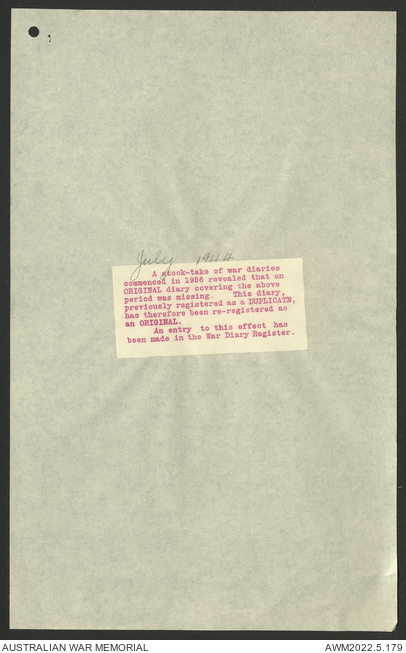 July 1944
A stock-take of war diaries
commenced in 1956 revealed that an
ORIGINAL diary covering the above
period was missing. This diary,
previously registered as a DUPLICATE,
has therefore been re-registered as
an ORIGINAL.
An entry to this effect has
been made in the War Diary Register.
AUSTRALIAN WAR MEMORIAL
AWM2022.5.179